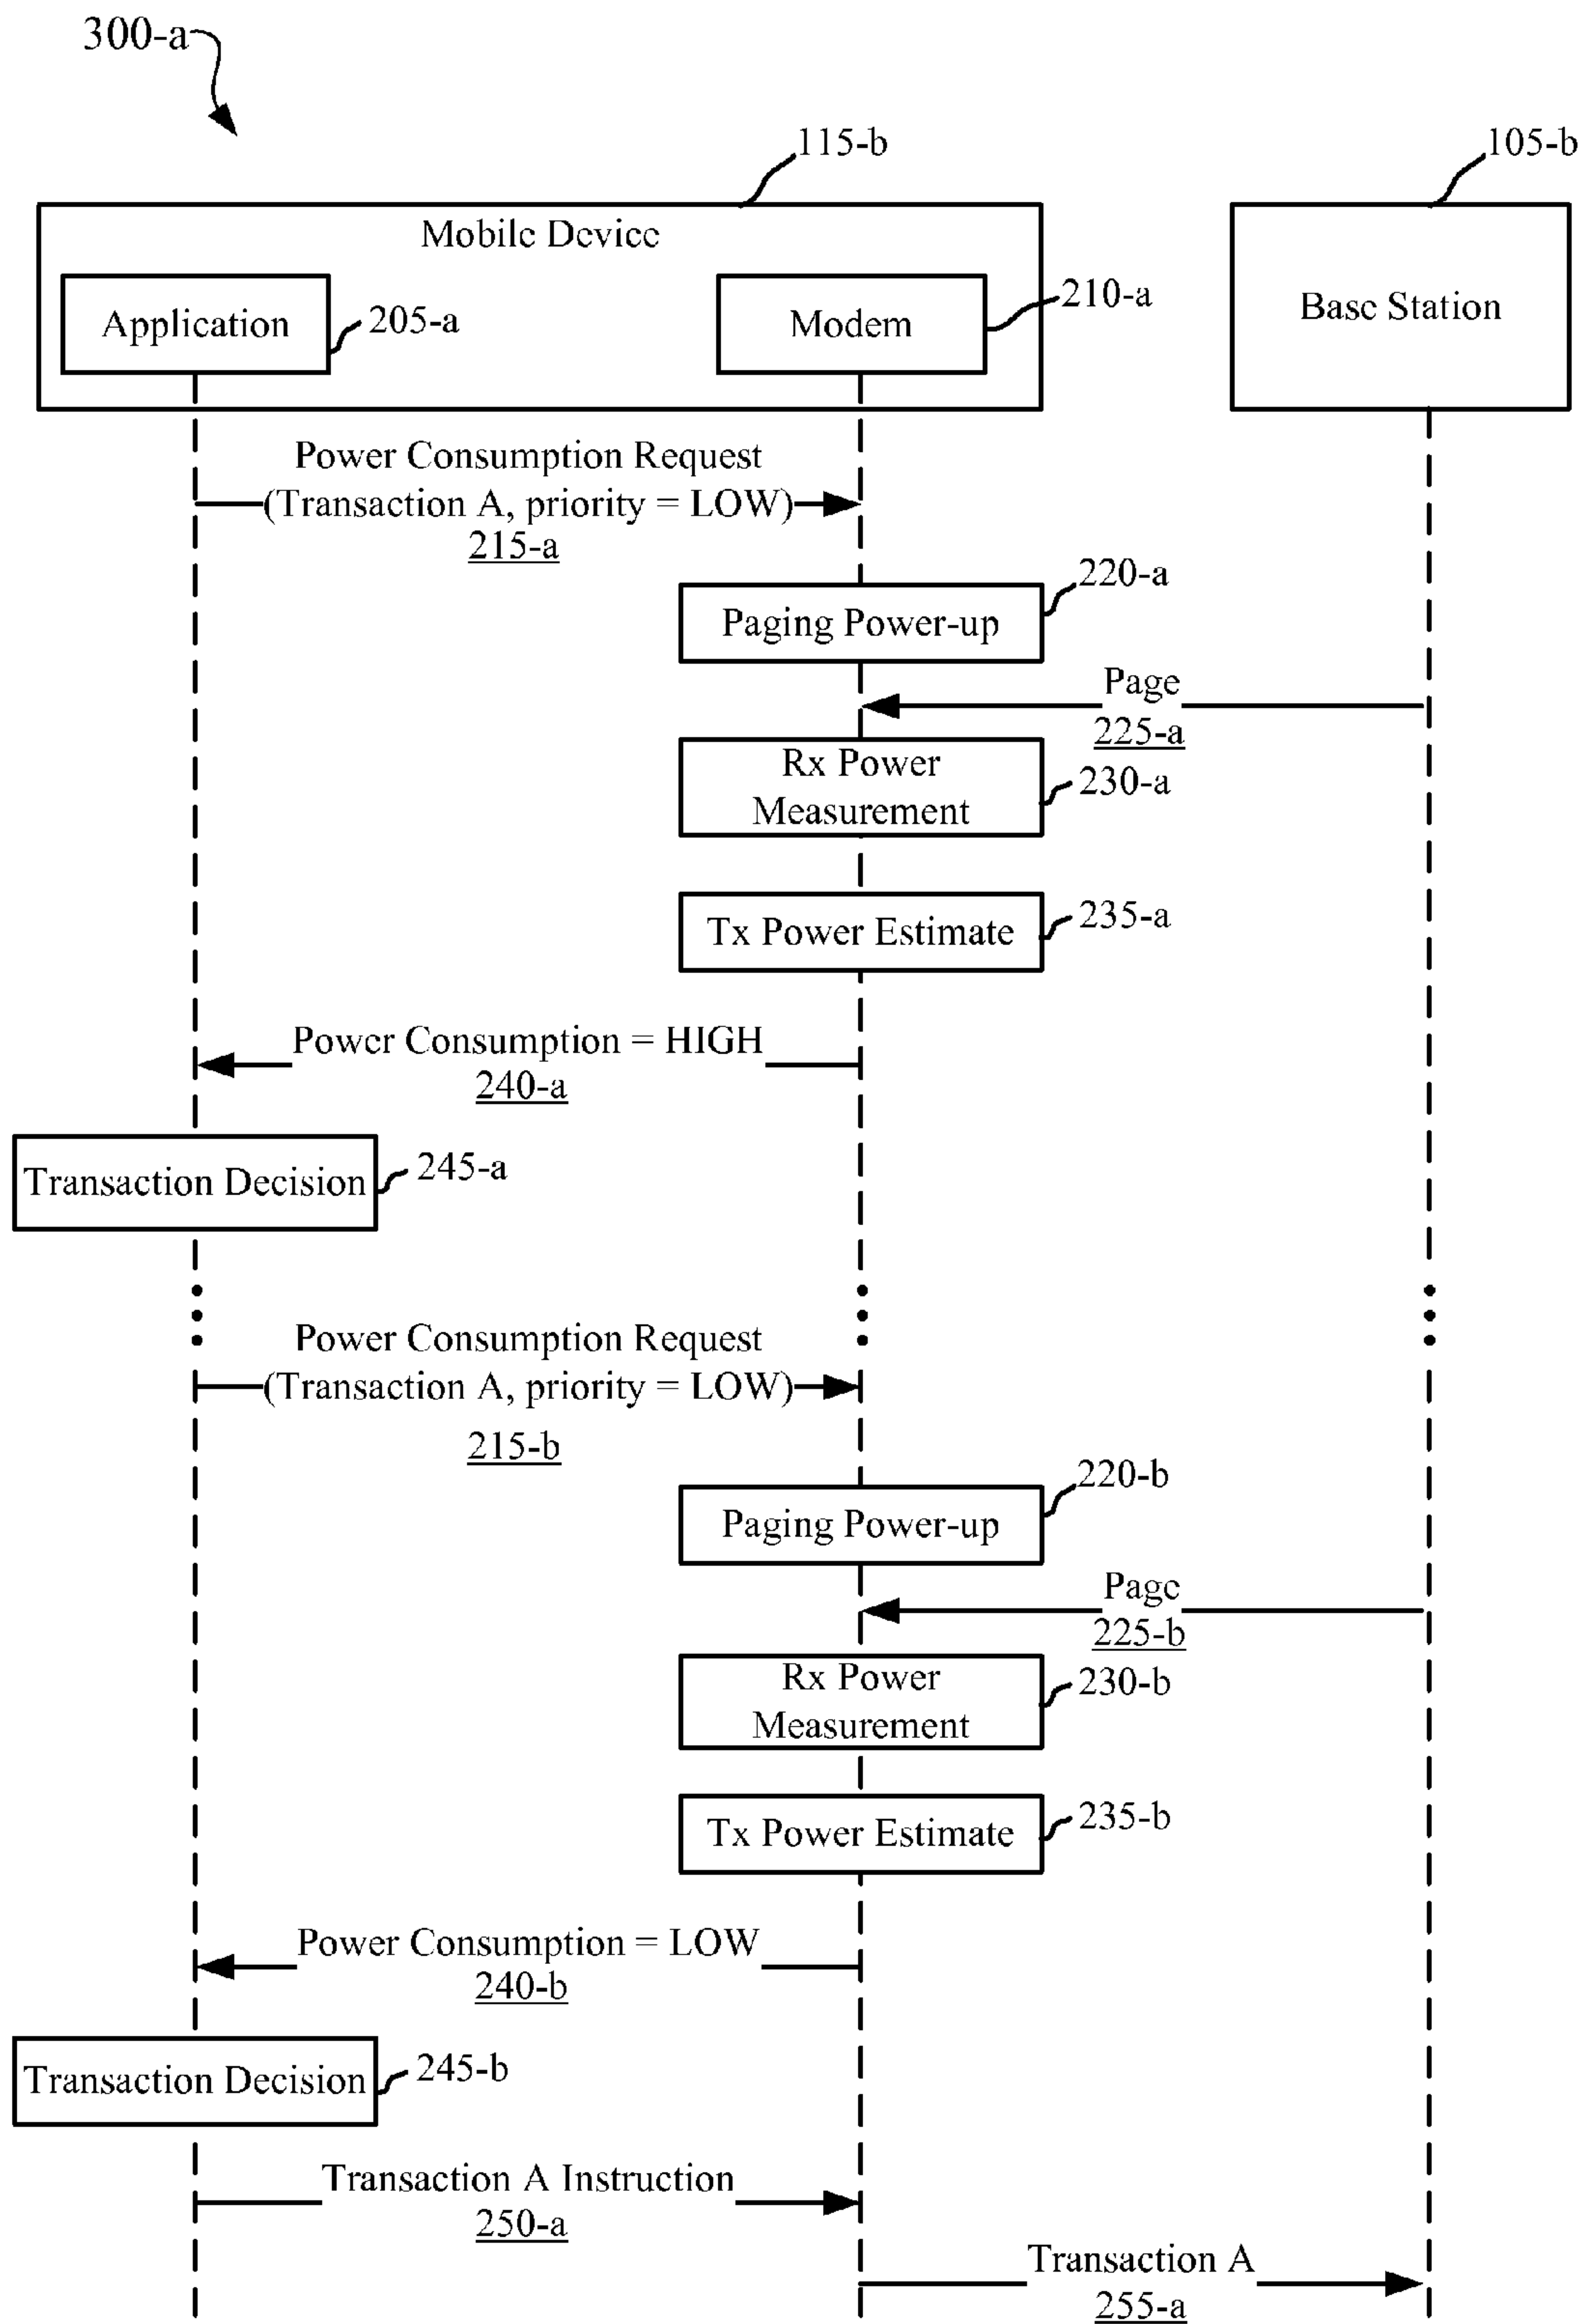 300-a
115-b
105-b
Mobile Device
Application
205-a
Modem
210-a
Base Station
Power Consumption Request
(Transaction A, priority = LOW)
215-a
220-a
Paging Power-up
Page
225-a
Rx Power
Measurement
230-a
Tx Power Estimate
235-a
Power Consumption = HIGH
240-a
Transaction Decision
245-a
Power Consumption Request
(Transaction A, priority = LOW)
215-b
220-b
Paging Power-up
Page
225-b
Rx Power
Measurement
230-b
Tx Power Estimate
235-b
Power Consumption = LOW
240-b
Transaction Decision
245-b
Transaction A Instruction
250-a
Transaction A
255-a